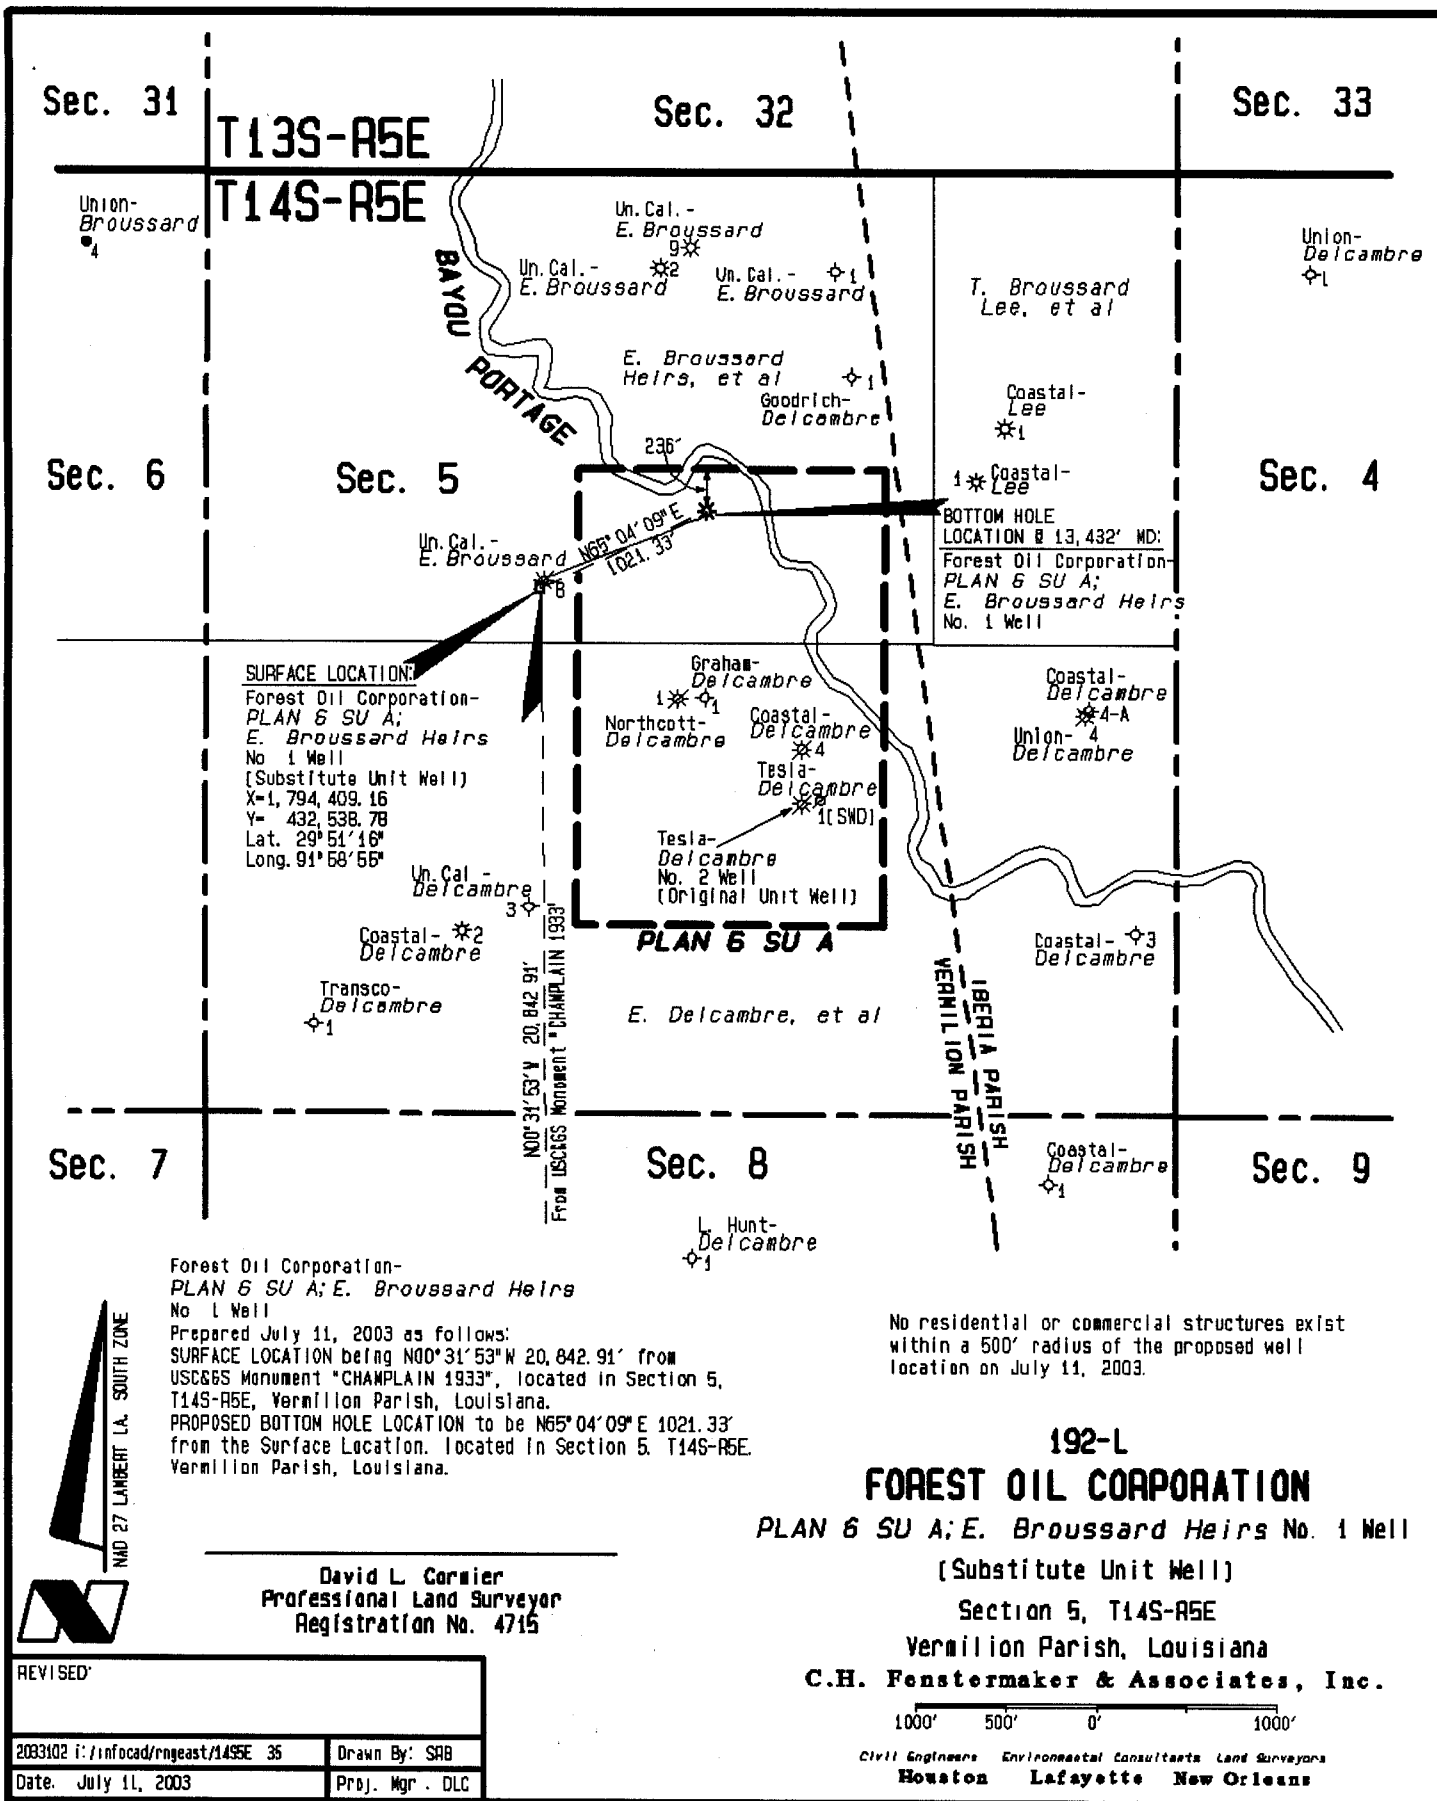 Sec. 31
Sec. 32
Sec. 33
T13S-R5E
T14S-R5E
Union-
Broussard
4
Un. Cal. -
E. Broussard
9
Un. Cal. -
E. Broussard
2
Un. Cal. -
E. Broussard
1
Union-
Delcambre
1
T. Broussard
Lee, et al
BAYOU PORTAGE
E. Broussard
Heirs, et al
1
Goodrich-
Delcambre
Coastal-
Lee
1
236'
Sec. 6
Sec. 5
1
Coastal-
Lee
Sec. 4
BOTTOM HOLE
LOCATION @ 13,432' MD:
Forest Oil Corporation-
PLAN 6 SU A;
E. Broussard Heirs
No. 1 Well
Un. Cal. -
E. Broussard
N65°04'09"E
1021.33'
SURFACE LOCATION:
Forest Oil Corporation-
PLAN 6 SU A;
E. Broussard Heirs
No 1 Well
(Substitute Unit Well)
X=1,794,409.16
Y= 432,538.78
Lat. 29°51'16"
Long. 91°58'55"
Graham-
Delcambre
1
1
Northcott-
Delcambre
Coastal-
Delcambre
4
Tesla-
Delcambre
1(SWD)
Tesla-
Delcambre
No. 2 Well
(Original Unit Well)
Coastal-
Delcambre
4-A
Union- 4
Delcambre
Un. Cal -
Delcambre
3
Coastal-
Delcambre
2
Transco-
Delcambre
1
PLAN 6 SU A
E. Delcambre, et al
Coastal-
Delcambre
3
IBERIA PARISH
VERMILION PARISH
N00°31'53"W 20,842 91'
From USC&GS Monument "CHAMPLAIN 1933"
Sec. 7
Sec. 8
Coastal-
Delcambre
1
Sec. 9
L. Hunt-
Delcambre
1
Forest Oil Corporation-
PLAN 6 SU A; E. Broussard Heirs
No 1 Well
Prepared July 11, 2003 as follows:
SURFACE LOCATION being N00°31'53"W 20,842.91' from
USC&GS Monument "CHAMPLAIN 1933", located in Section 5,
T14S-R5E, Vermilion Parish, Louisiana.
PROPOSED BOTTOM HOLE LOCATION to be N65°04'09"E 1021.33'
from the Surface Location. located in Section 5. T14S-R5E.
Vermilion Parish, Louisiana.
No residential or commercial structures exist
within a 500' radius of the proposed well
location on July 11, 2003.
NAD 27 LAMBERT LA. SOUTH ZONE
192-L
FOREST OIL CORPORATION
PLAN 6 SU A; E. Broussard Heirs No. 1 Well
(Substitute Unit Well)
Section 5, T14S-R5E
Vermilion Parish, Louisiana
C.H. Fenstermaker & Associates, Inc.
1000' 500' 0' 1000'
Civil Engineers Environmental Consultants Land Surveyors
Houston Lafayette New Orleans
David L. Cormier
Professional Land Surveyor
Registration No. 4715
REVISED
2083102 i:/infocad/rngeast/14S5E 35
Drawn By: SAB
Date. July 11, 2003
Proj. Mgr . DLC